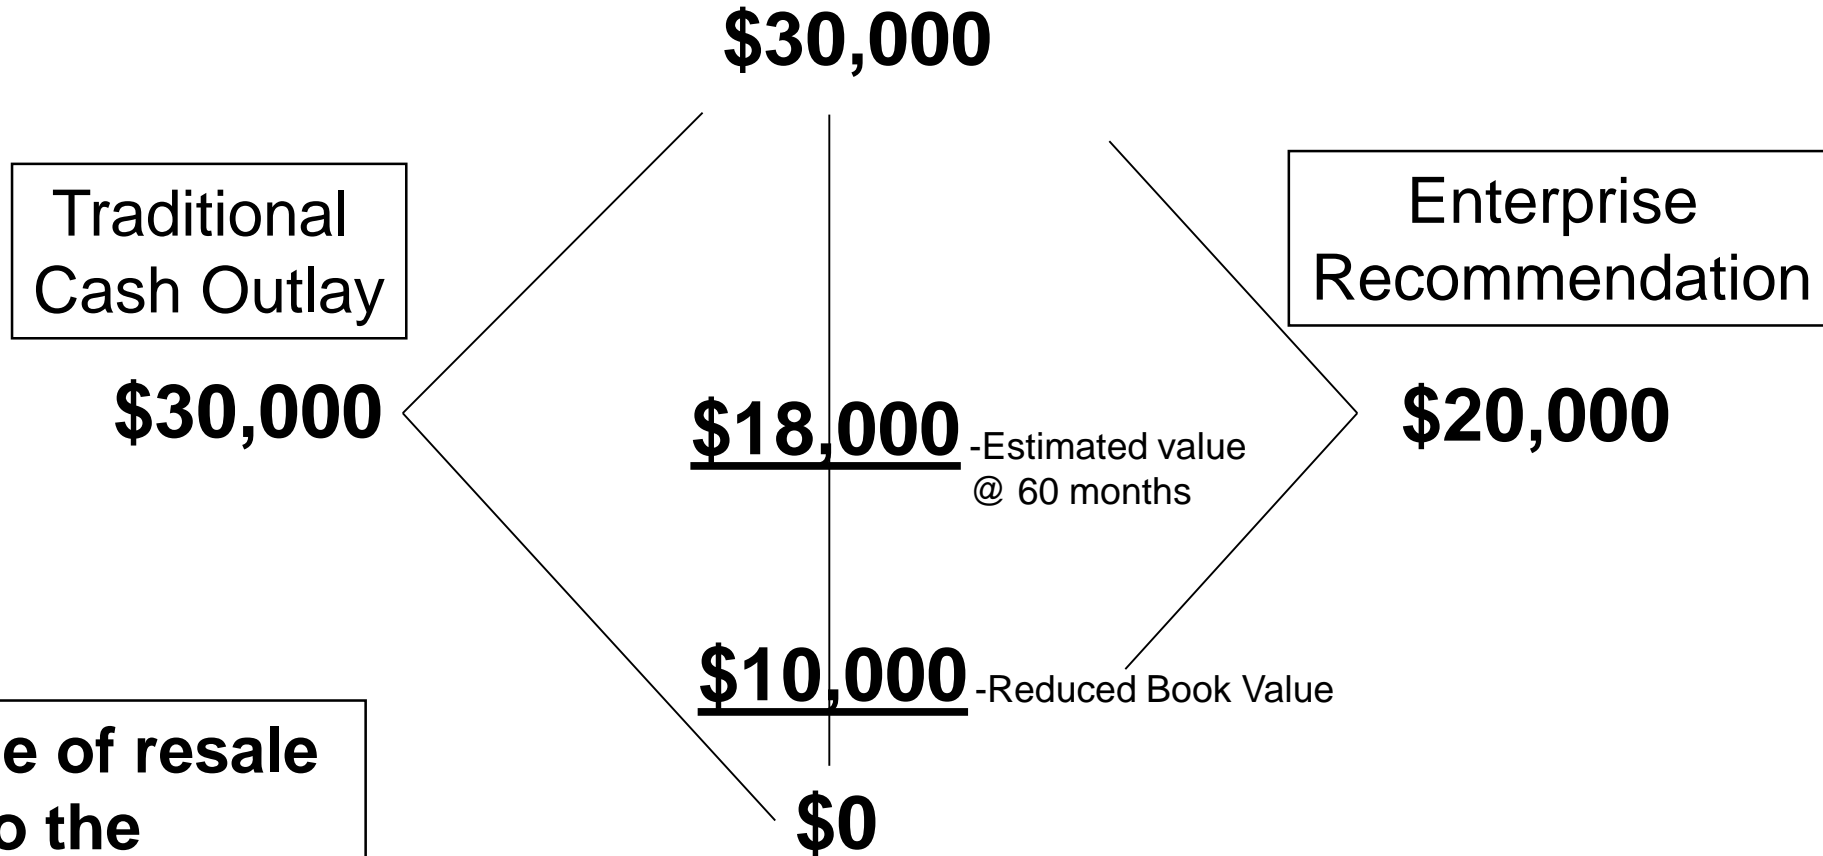 $30,000
Traditional
Cash Outlay
Enterprise
Recommendation
$30,000
$18,000 -Estimated value
@ 60 months
$20,000
$10,000 -Reduced Book Value
e of resale
o the
$0